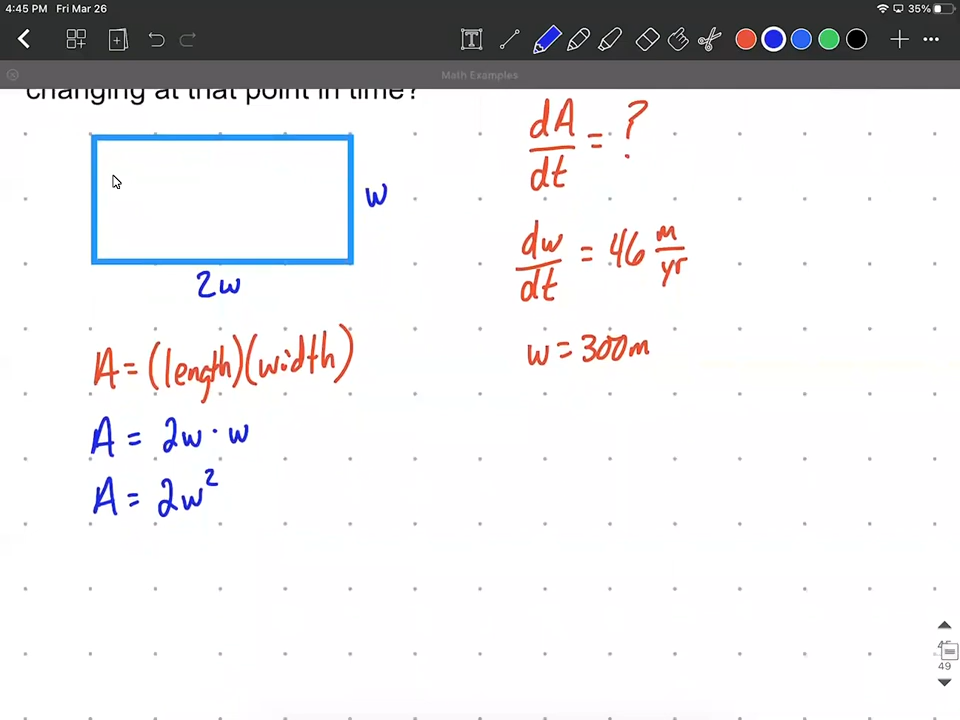 4:45 PM Fri Mar 26
35%
Math Examples
changing at that point in time?
w
2w
A = (length)(width)
A = 2w · w
A = 2w²
dA/dt = ?
dw/dt = 46 m/yr
w = 300m
49